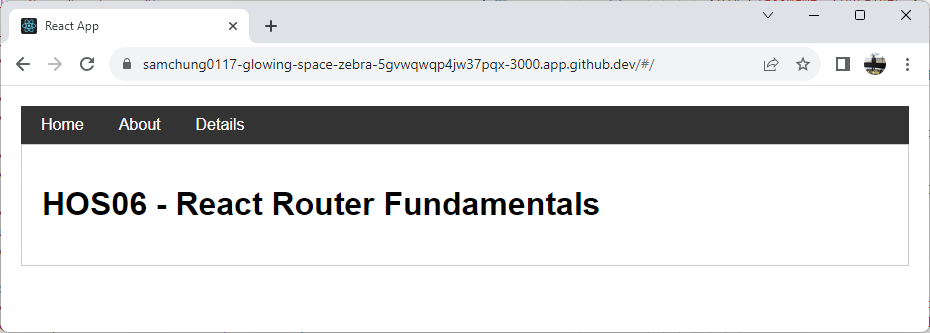 React App
samchung0117-glowing-space-zebra-5gvwqwqp4jw37pqx-3000.app.github.dev/#/
Home About Details
HOS06 - React Router Fundamentals